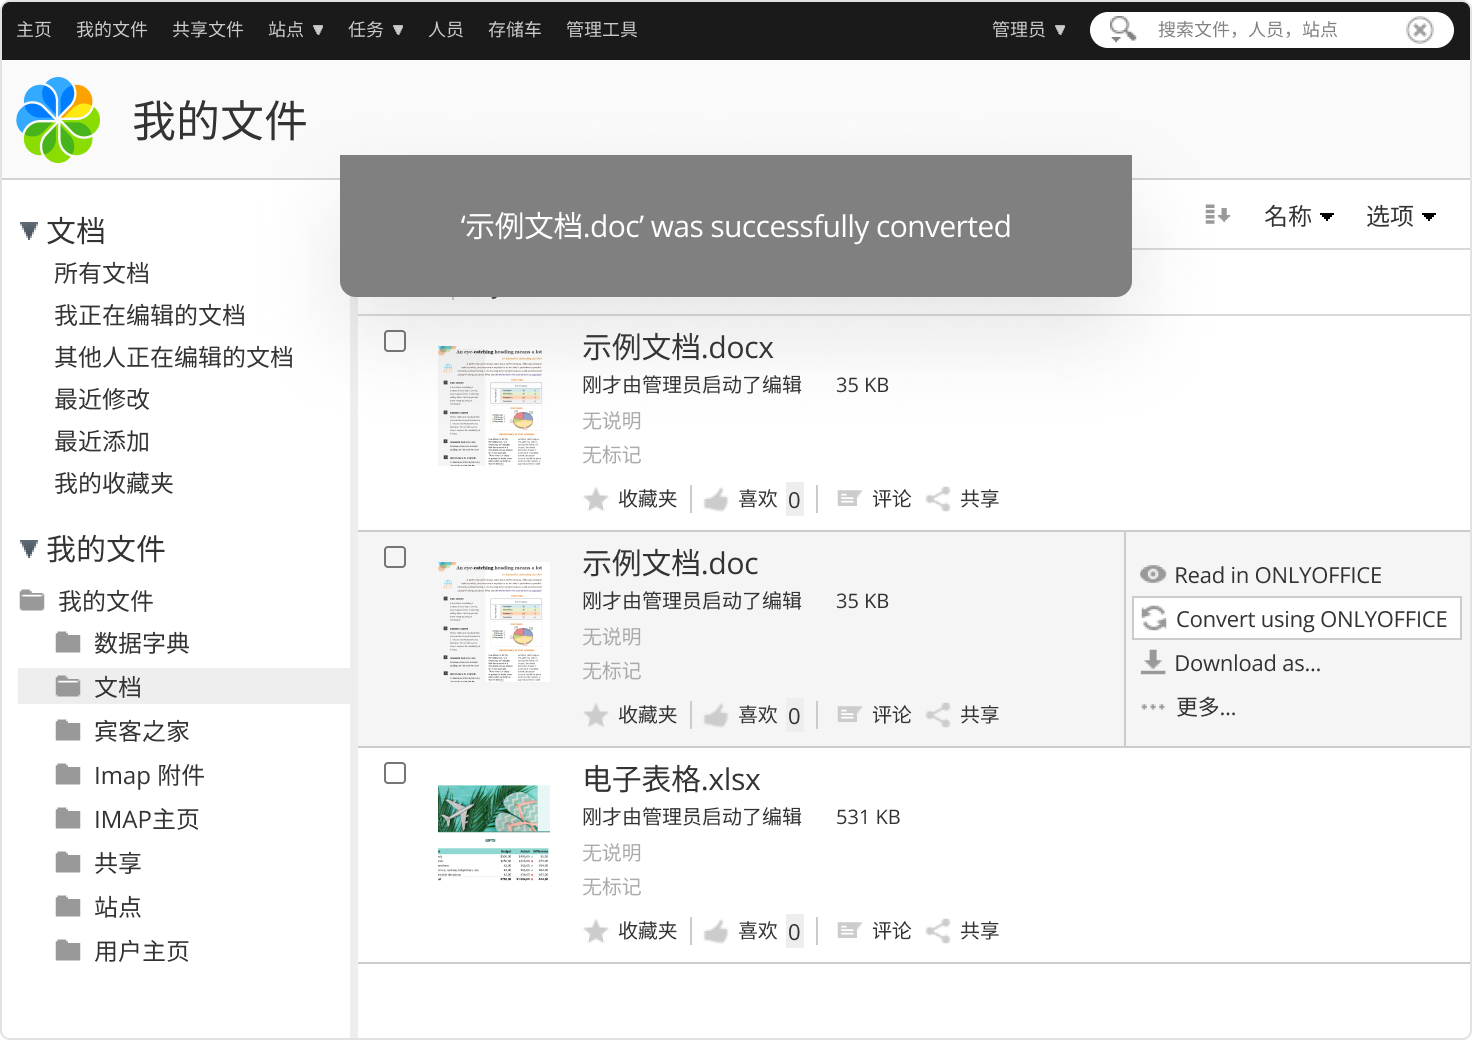 主页 我的文件 共享文件 站点 ▼ 任务 ▼ 人员 存储车 管理工具 管理员 ▼ 搜索文件，人员，站点
我的文件
‘示例文档.doc’ was successfully converted
名称 选项
文档
所有文档
我正在编辑的文档
其他人正在编辑的文档
最近修改
最近添加
我的收藏夹
我的文件
我的文件
数据字典
文档
宾客之家
Imap 附件
IMAP主页
共享
站点
用户主页
An eye-catching heading means a lot
示例文档.docx
刚才由管理员启动了编辑 35 KB
无说明
无标记
收藏夹 喜欢 0 评论 共享
An eye-catching heading means a lot
示例文档.doc
刚才由管理员启动了编辑 35 KB
无说明
无标记
收藏夹 喜欢 0 评论 共享
Read in ONLYOFFICE
Convert using ONLYOFFICE
Download as...
更多...
电子表格.xlsx
刚才由管理员启动了编辑 531 KB
无说明
无标记
收藏夹 喜欢 0 评论 共享